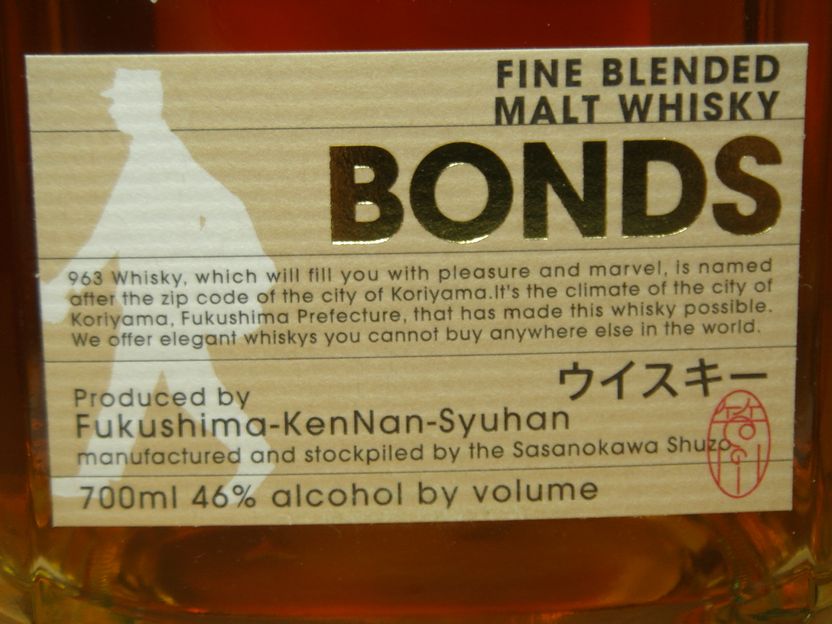 FINE BLENDED
MALT WHISKY
BONDS
963 Whisky, which will fill you with pleasure and marvel, is named
after the zip code of the city of Koriyama.It's the climate of the city of
Koriyama, Fukushima Prefecture, that has made this whisky possible.
We offer elegant whiskys you cannot buy anywhere else in the world.
ウイスキー
Produced by
Fukushima-KenNan-Syuhan
manufactured and stockpiled by the Sasanokawa Shuzo
700ml 46% alcohol by volume